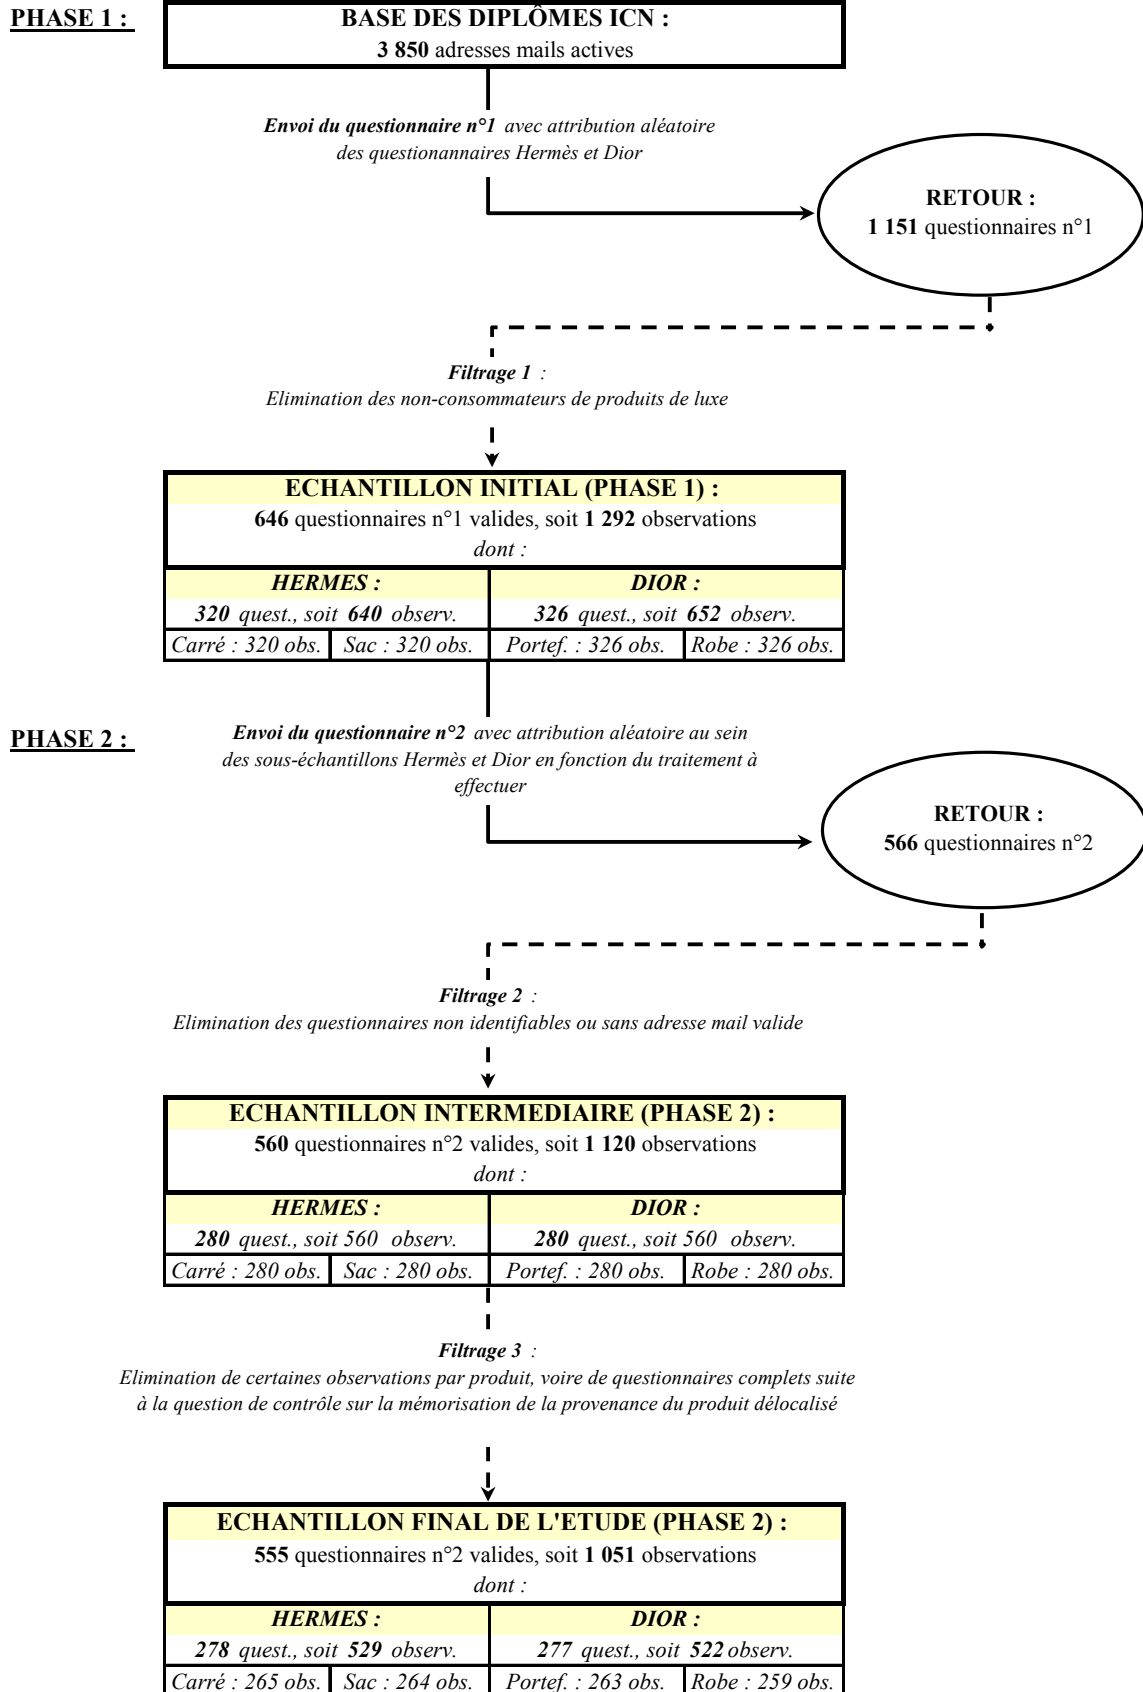 PHASE 1 :
BASE DES DIPLÔMES ICN :
3 850 adresses mails actives
Envoi du questionnaire n°1 avec attribution aléatoire
des questionannaires Hermès et Dior
RETOUR :
1 151 questionnaires n°1
Filtrage 1 :
Elimination des non-consommateurs de produits de luxe
ECHANTILLON INITIAL (PHASE 1) :
646 questionnaires n°1 valides, soit 1 292 observations
dont :
HERMES : DIOR :
320 quest., soit 640 observ. 326 quest., soit 652 observ.
Carré : 320 obs. Sac : 320 obs. Portef. : 326 obs. Robe : 326 obs.
PHASE 2 :
Envoi du questionnaire n°2 avec attribution aléatoire au sein
des sous-échantillons Hermès et Dior en fonction du traitement à
effectuer
RETOUR :
566 questionnaires n°2
Filtrage 2 :
Elimination des questionnaires non identifiables ou sans adresse mail valide
ECHANTILLON INTERMEDIAIRE (PHASE 2) :
560 questionnaires n°2 valides, soit 1 120 observations
dont :
HERMES : DIOR :
280 quest., soit 560 observ. 280 quest., soit 560 observ.
Carré : 280 obs. Sac : 280 obs. Portef. : 280 obs. Robe : 280 obs.
Filtrage 3 :
Elimination de certaines observations par produit, voire de questionnaires complets suite
à la question de contrôle sur la mémorisation de la provenance du produit délocalisé
ECHANTILLON FINAL DE L'ETUDE (PHASE 2) :
555 questionnaires n°2 valides, soit 1 051 observations
dont :
HERMES : DIOR :
278 quest., soit 529 observ. 277 quest., soit 522 observ.
Carré : 265 obs. Sac : 264 obs. Portef. : 263 obs. Robe : 259 obs.